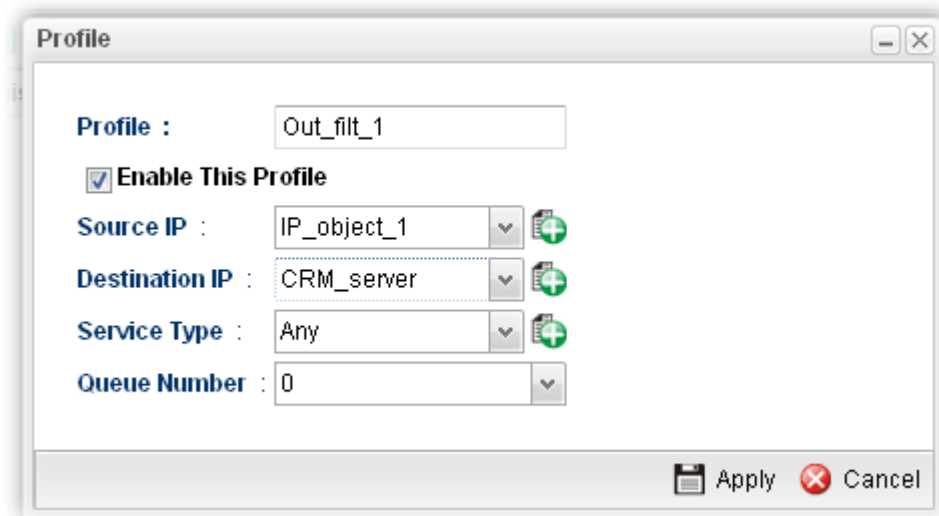 Profile
Profile :
Out_filt_1
Enable This Profile
Source IP :
IP_object_1
Destination IP :
CRM_server
Service Type :
Any
Queue Number :
0
Apply
Cancel